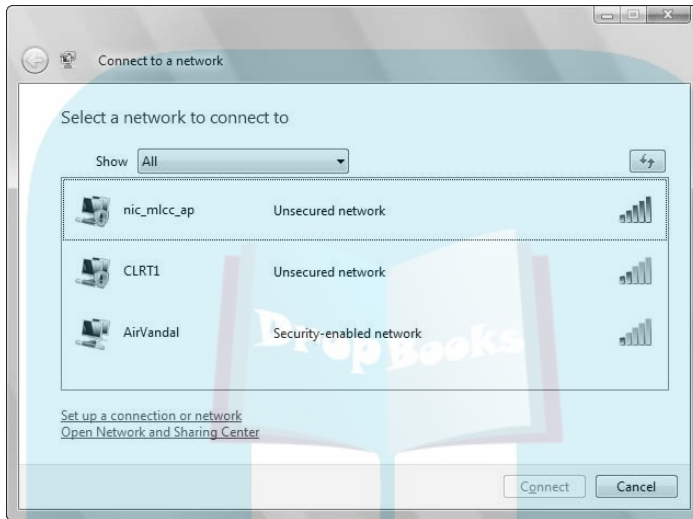 Connect to a network
Select a network to connect to
Show All
nic_mlcc_ap Unsecured network
CLRT1 Unsecured network
AirVandal Security-enabled network
DropBooks
Set up a connection or network
Open Network and Sharing Center
Connect Cancel